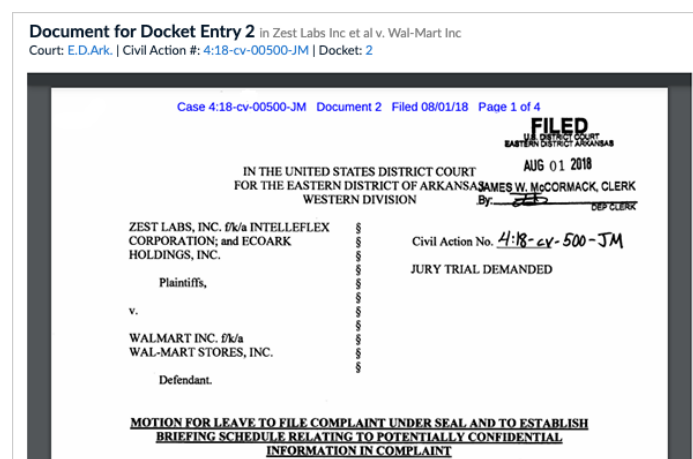 Document for Docket Entry 2 in Zest Labs Inc et al v. Wal-Mart Inc
Court: E.D.Ark. | Civil Action #: 4:18-cv-00500-JM | Docket: 2
Case 4:18-cv-00500-JM Document 2 Filed 08/01/18 Page 1 of 4
FILED
U.S. DISTRICT COURT
EASTERN DISTRICT ARKANSAS
AUG 01 2018
IN THE UNITED STATES DISTRICT COURT
FOR THE EASTERN DISTRICT OF ARKANSAS
JAMES W. McCORMACK, CLERK
WESTERN DIVISION
By:
DEP CLERK
ZEST LABS, INC. f/k/a INTELLEFLEX §
CORPORATION; and ECOARK §
HOLDINGS, INC. §
Civil Action No. 4:18-cv-500-JM
§
JURY TRIAL DEMANDED
Plaintiffs, §
§
v. §
§
WALMART INC. f/k/a §
WAL-MART STORES, INC. §
§
Defendant.
MOTION FOR LEAVE TO FILE COMPLAINT UNDER SEAL AND TO ESTABLISH
BRIEFING SCHEDULE RELATING TO POTENTIALLY CONFIDENTIAL
INFORMATION IN COMPLAINT